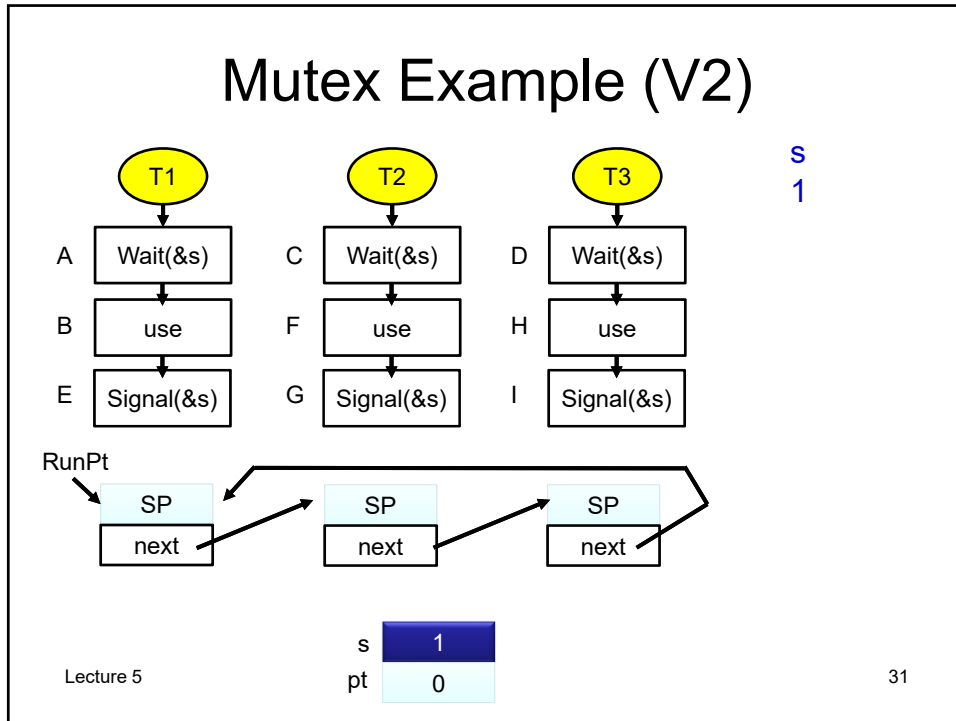 Mutex Example (V2)
s
1
T1 T2 T3
A Wait(&s) C Wait(&s) D Wait(&s)
B use F use H use
E Signal(&s) G Signal(&s) I Signal(&s)
RunPt
SP SP SP
next next next
s 1
pt 0
Lecture 5 31